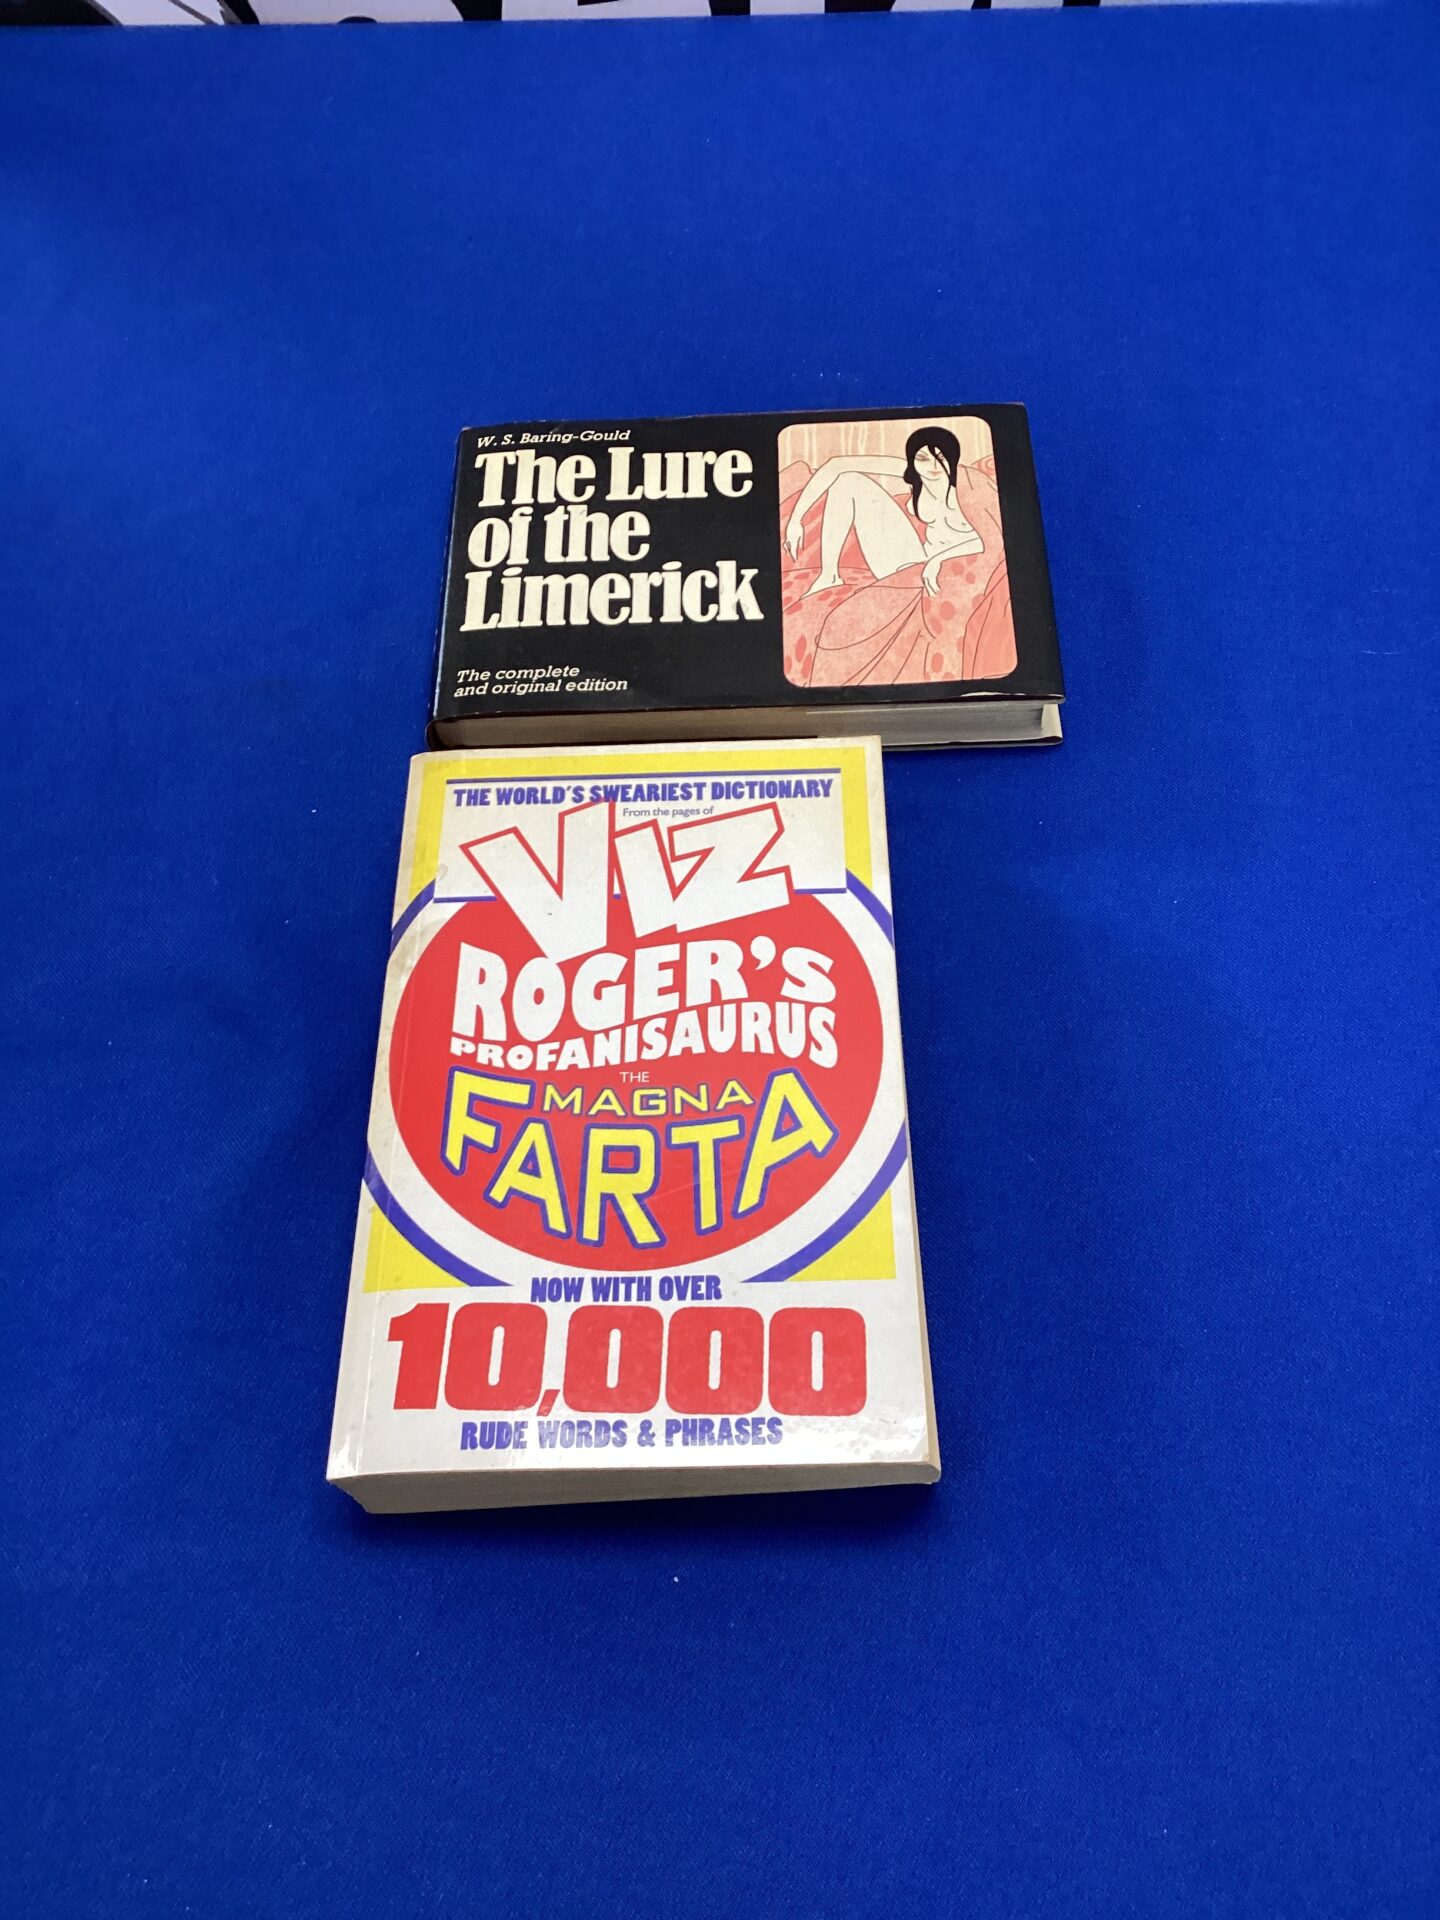 W. S. Baring-Gould
The Lure
of the
Limerick
The complete
and original edition
THE WORLD'S SWEARIEST DICTIONARY
From the pages of
VIZ
ROGER'S
PROFANISAURUS
THE
MAGNA
FARTA
NOW WITH OVER
10,000
RUDE WORDS & PHRASES